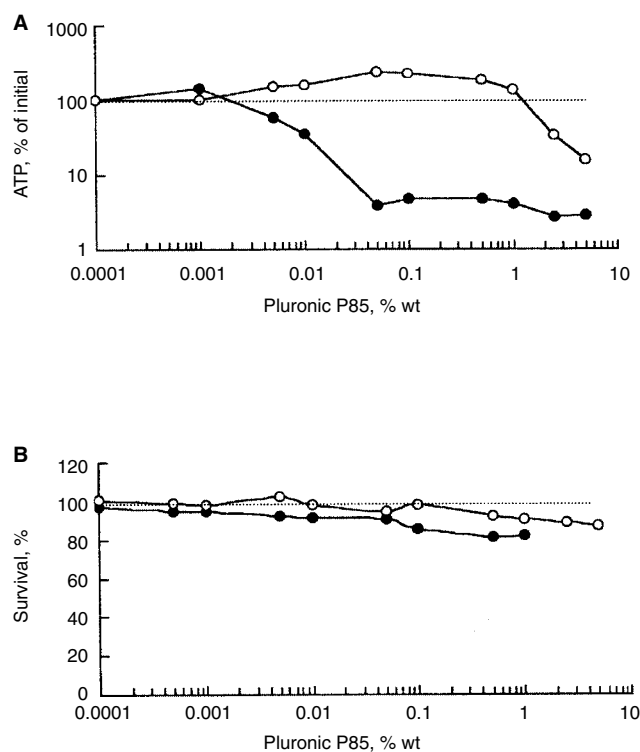 A
ATP, % of initial
1000
100
10
1
0.0001 0.001 0.01 0.1 1 10
Pluronic P85, % wt
B
Survival, %
120
100
80
60
40
20
0
0.0001 0.001 0.01 0.1 1 10
Pluronic P85, % wt